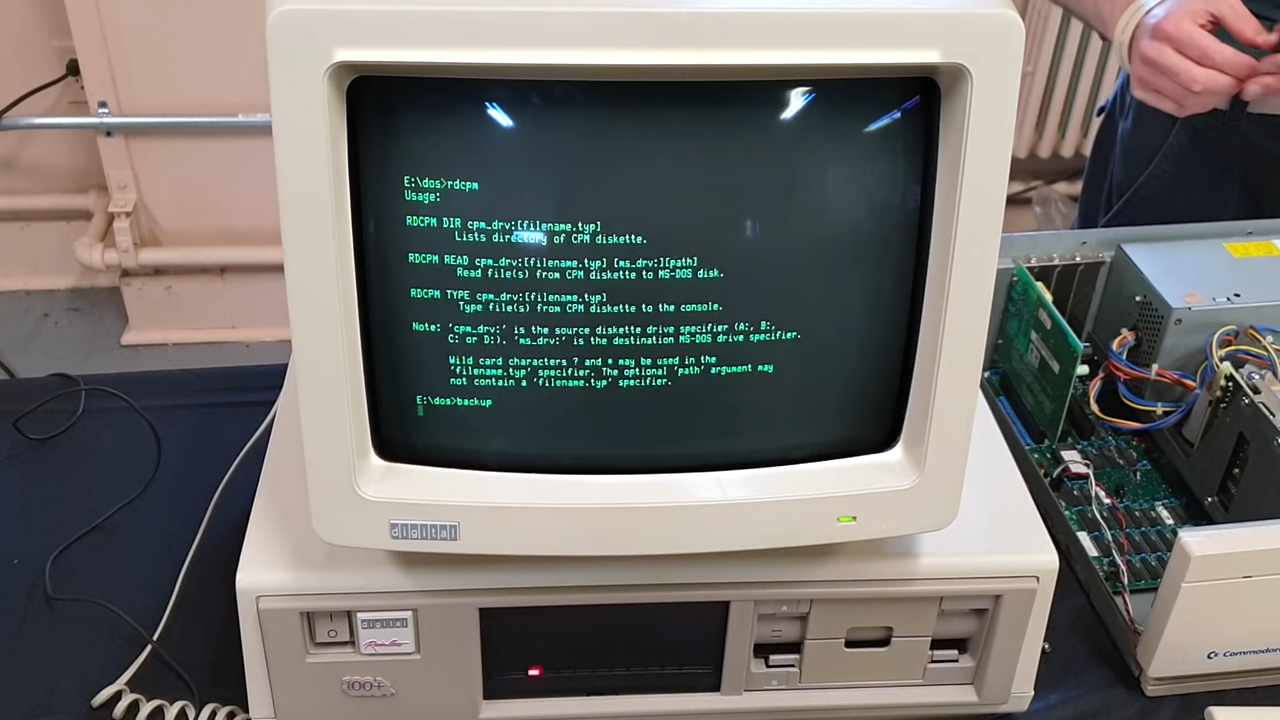 E:\dos>rdcpm
Usage:
RDCPM DIR cpm_drv:[filename.typ]
Lists directory of CPM diskette.
RDCPM READ cpm_drv:[filename.typ] [ms_drv:][path]
Read file(s) from CPM diskette to MS-DOS disk.
RDCPM TYPE cpm_drv:[filename.typ]
Type file(s) from CPM diskette to the console.
Note: 'cpm_drv:' is the source diskette drive specifier (A:, B:,
C: or D:). 'ms_drv:' is the destination MS-DOS drive specifier.
Wild card characters ? and * may be used in the
'filename.typ' specifier. The optional 'path' argument may
not contain a 'filename.typ' specifier.
E:\dos>backup
digital
digital
Rainbow
100+
A
B
Commodore